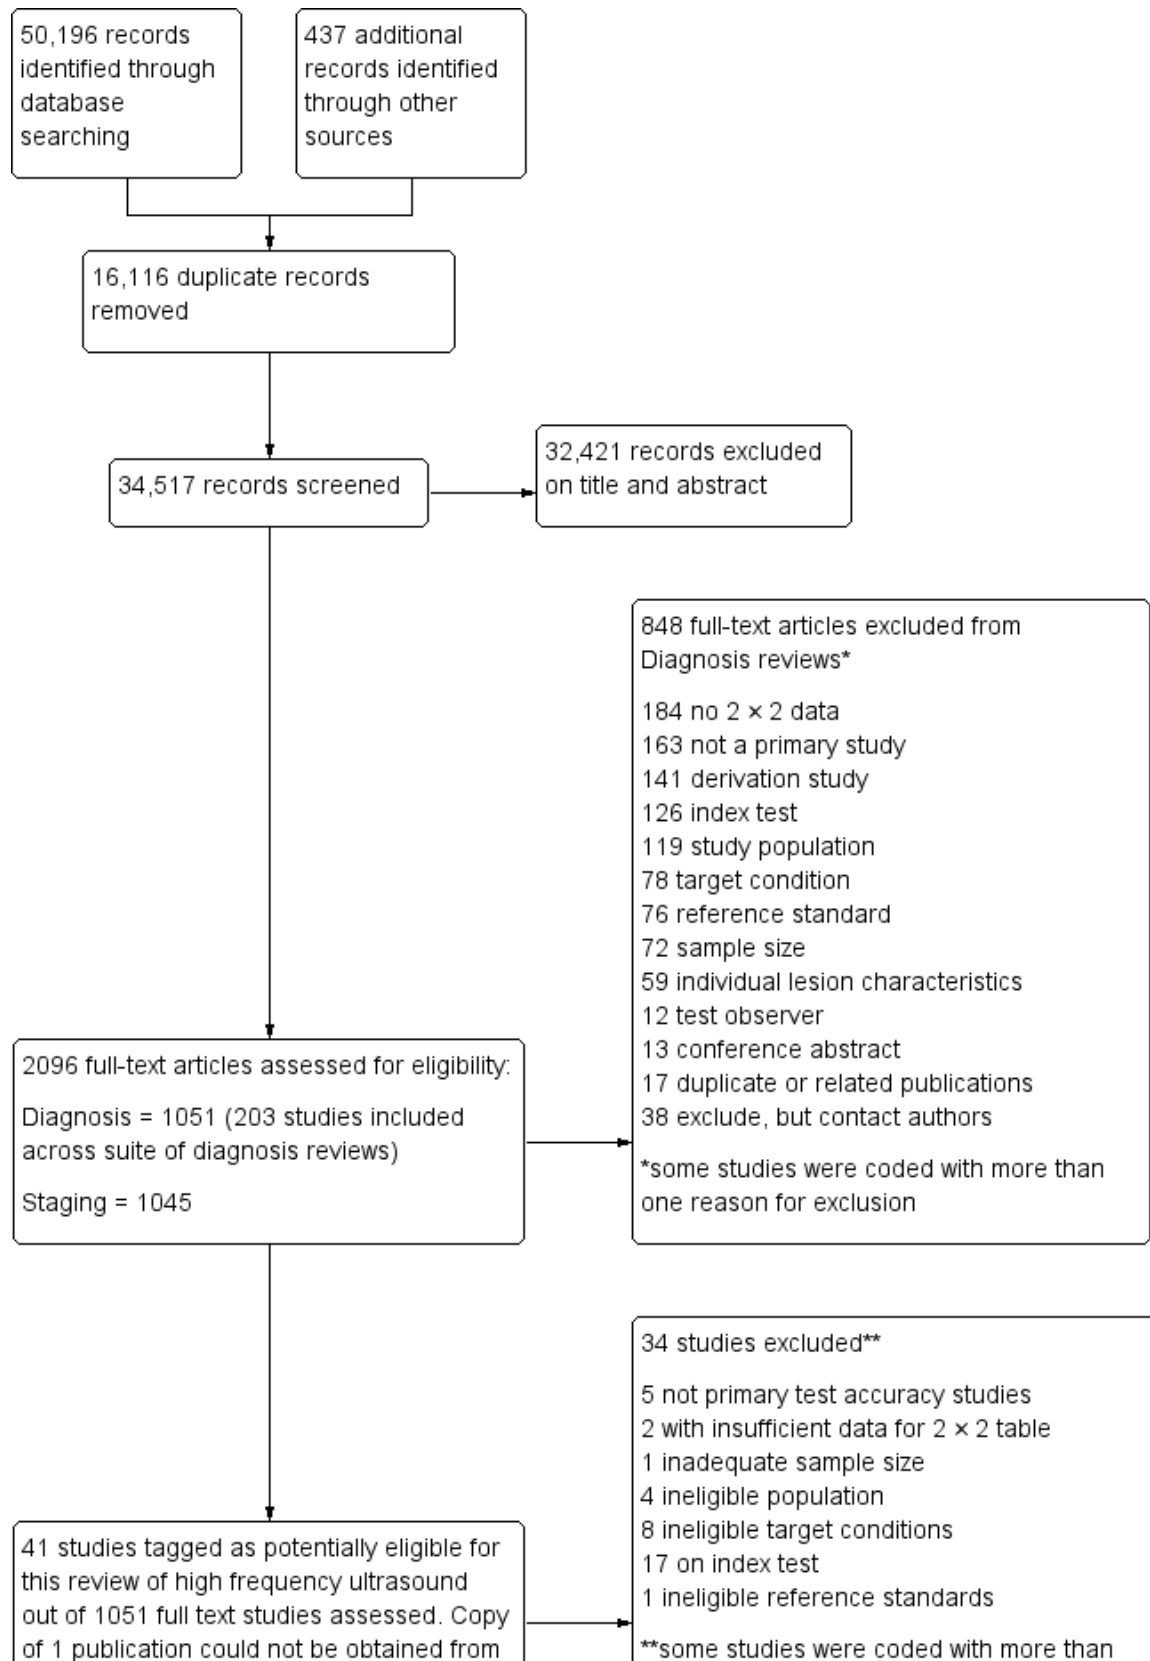 50,196 records
identified through
database
searching
437 additional
records identified
through other
sources
16,116 duplicate records
removed
34,517 records screened
32,421 records excluded
on title and abstract
848 full-text articles excluded from
Diagnosis reviews*
184 no 2 × 2 data
163 not a primary study
141 derivation study
126 index test
119 study population
78 target condition
76 reference standard
72 sample size
59 individual lesion characteristics
12 test observer
13 conference abstract
17 duplicate or related publications
38 exclude, but contact authors
*some studies were coded with more than
one reason for exclusion
2096 full-text articles assessed for eligibility:
Diagnosis = 1051 (203 studies included
across suite of diagnosis reviews)
Staging = 1045
34 studies excluded**
5 not primary test accuracy studies
2 with insufficient data for 2 × 2 table
1 inadequate sample size
4 ineligible population
8 ineligible target conditions
17 on index test
1 ineligible reference standards
**some studies were coded with more than
41 studies tagged as potentially eligible for
this review of high frequency ultrasound
out of 1051 full text studies assessed. Copy
of 1 publication could not be obtained from